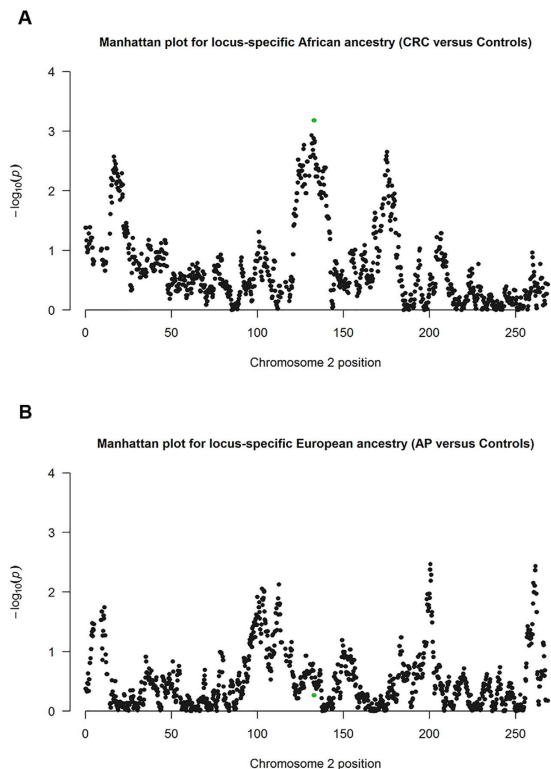 A
Manhattan plot for locus-specific African ancestry (CRC versus Controls)
4
3
2
1
0
−log10(p)
0 50 100 150 200 250
Chromosome 2 position
B
Manhattan plot for locus-specific European ancestry (AP versus Controls)
4
3
2
1
0
−log10(p)
0 50 100 150 200 250
Chromosome 2 position